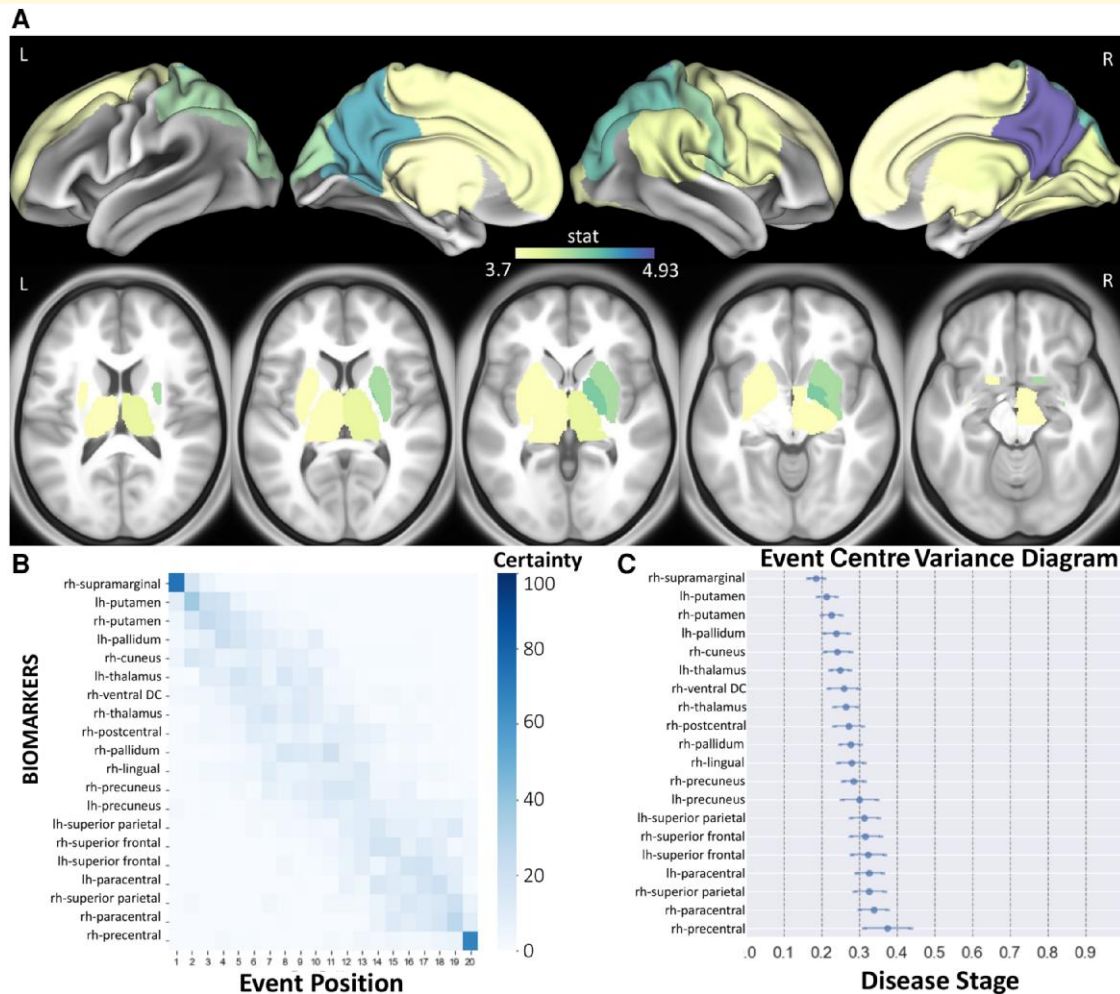 A
L
R
stat
3.7
4.93
L
R
B
Certainty
100
80
60
40
20
0
BIOMARKERS
rh-supramarginal
lh-putamen
rh-putamen
lh-pallidum
rh-cuneus
lh-thalamus
rh-ventral DC
rh-thalamus
rh-postcentral
rh-pallidum
rh-lingual
rh-precuneus
lh-precuneus
lh-superior parietal
rh-superior frontal
lh-superior frontal
lh-paracentral
rh-superior parietal
rh-paracentral
rh-precentral
1 2 3 4 5 6 7 8 9 10 11 12 13 14 15 16 17 18 19 20
Event Position
C
Event Centre Variance Diagram
rh-supramarginal
lh-putamen
rh-putamen
lh-pallidum
rh-cuneus
lh-thalamus
rh-ventral DC
rh-thalamus
rh-postcentral
rh-pallidum
rh-lingual
rh-precuneus
lh-precuneus
lh-superior parietal
rh-superior frontal
lh-superior frontal
lh-paracentral
rh-superior parietal
rh-paracentral
rh-precentral
.0 0.1 0.2 0.3 0.4 0.5 0.6 0.7 0.8 0.9
Disease Stage